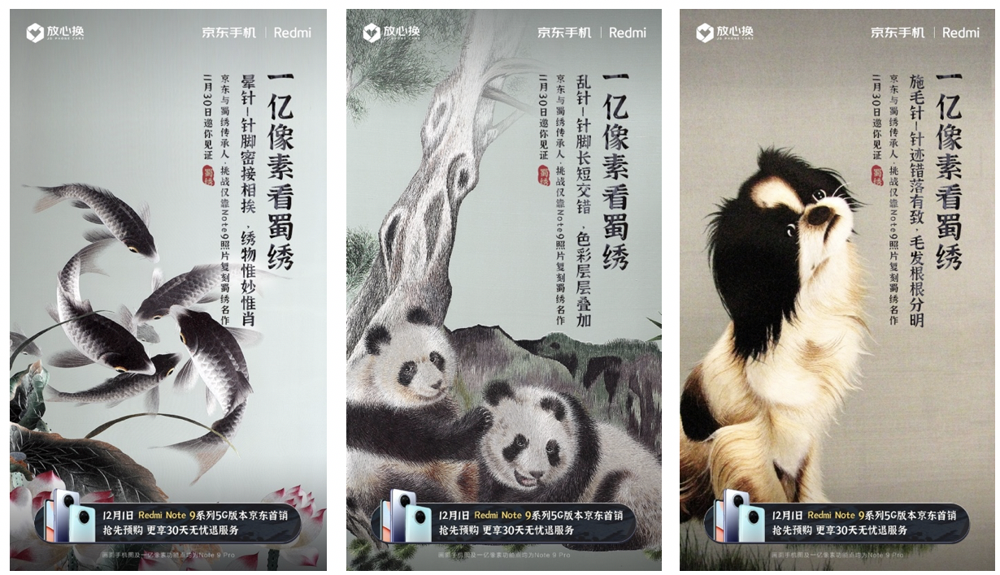 放心换
JD PHONE CARE
京东手机 | Redmi
一亿像素看蜀绣
晕针—针脚密接相挨，绣物惟妙惟肖
京东与蜀绣传承人，挑战仅靠Note9照片复刻蜀绣名作
11月30日邀你见证
蜀绣
12月1日 Redmi Note 9系列5G版本京东首销
抢先预购 更享30天无忧退服务
画面手机图及一亿像素功能点均为Note 9 Pro
放心换
JD PHONE CARE
京东手机 | Redmi
一亿像素看蜀绣
乱针—针脚长短交错，色彩层层叠加
京东与蜀绣传承人，挑战仅靠Note9照片复刻蜀绣名作
11月30日邀你见证
蜀绣
12月1日 Redmi Note 9系列5G版本京东首销
抢先预购 更享30天无忧退服务
画面手机图及一亿像素功能点均为Note 9 Pro
放心换
JD PHONE CARE
京东手机 | Redmi
一亿像素看蜀绣
施毛针—针迹错落有致，毛发根根分明
京东与蜀绣传承人，挑战仅靠Note9照片复刻蜀绣名作
11月30日邀你见证
蜀绣
12月1日 Redmi Note 9系列5G版本京东首销
抢先预购 更享30天无忧退服务
画面手机图及一亿像素功能点均为Note 9 Pro